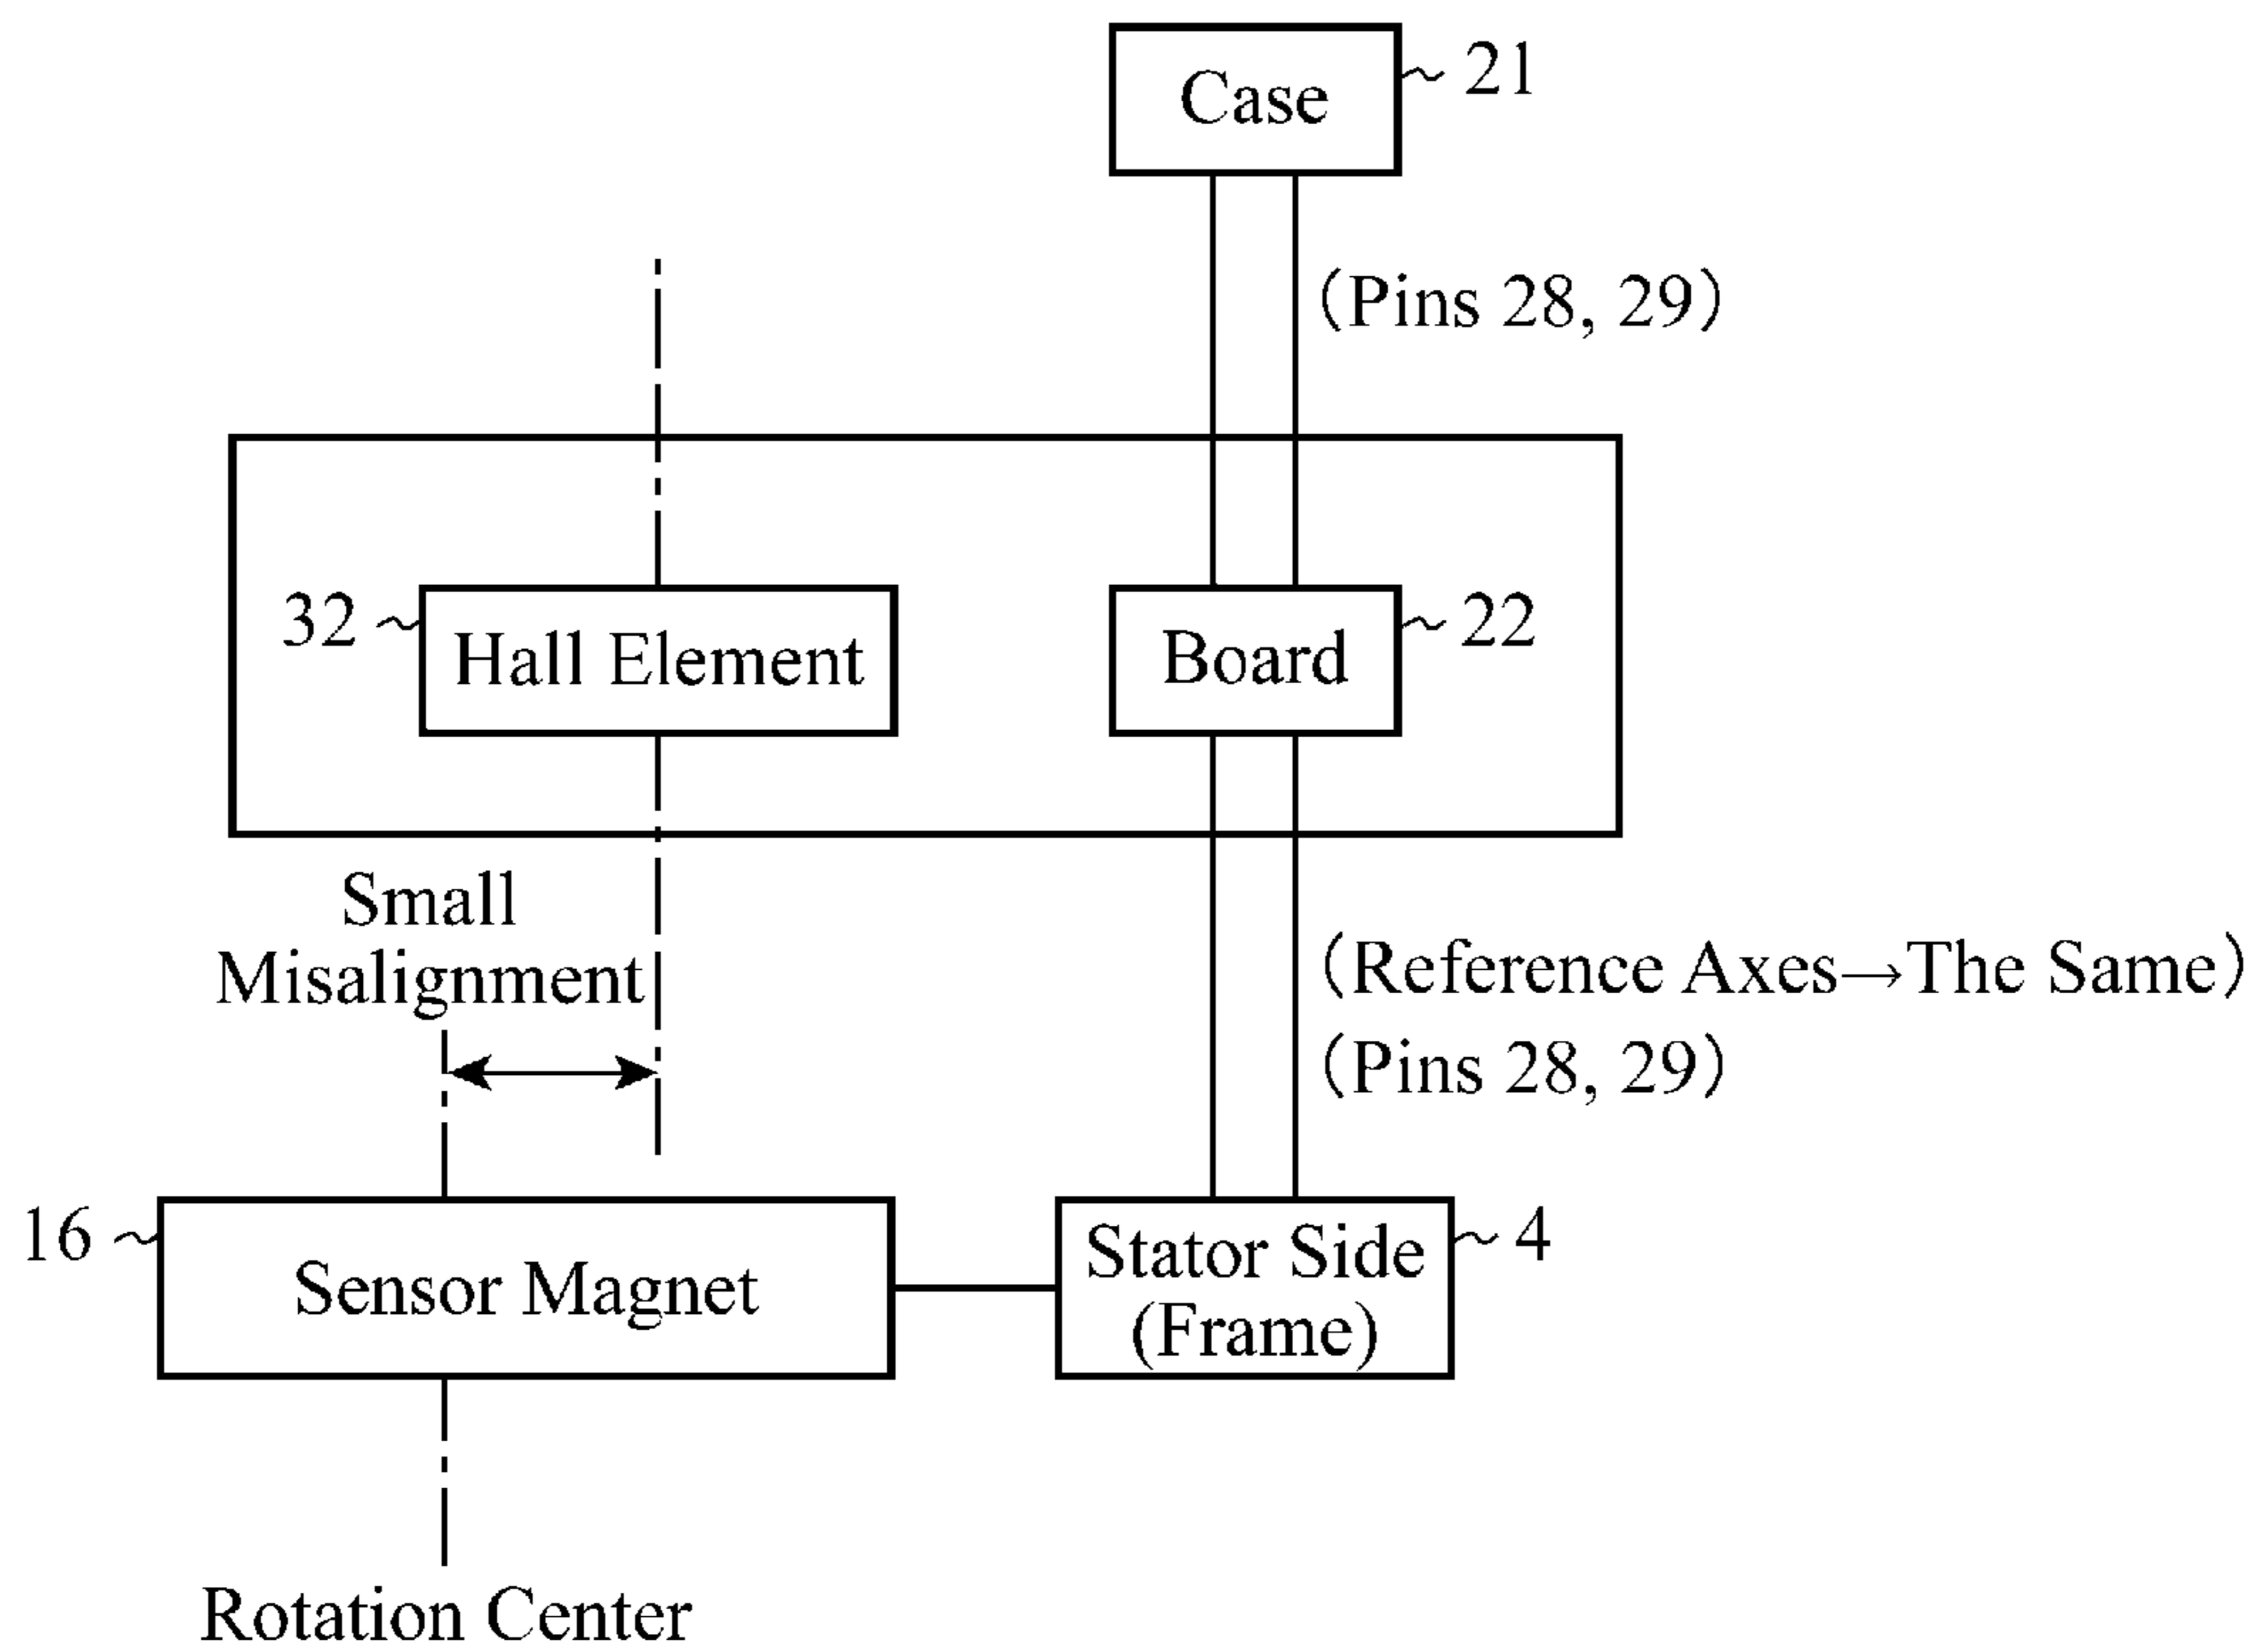 Case
21
(Pins 28, 29)
32
Hall Element
Board
22
Small
Misalignment
(Reference Axes→The Same)
(Pins 28, 29)
16
Sensor Magnet
Stator Side
(Frame)
4
Rotation Center